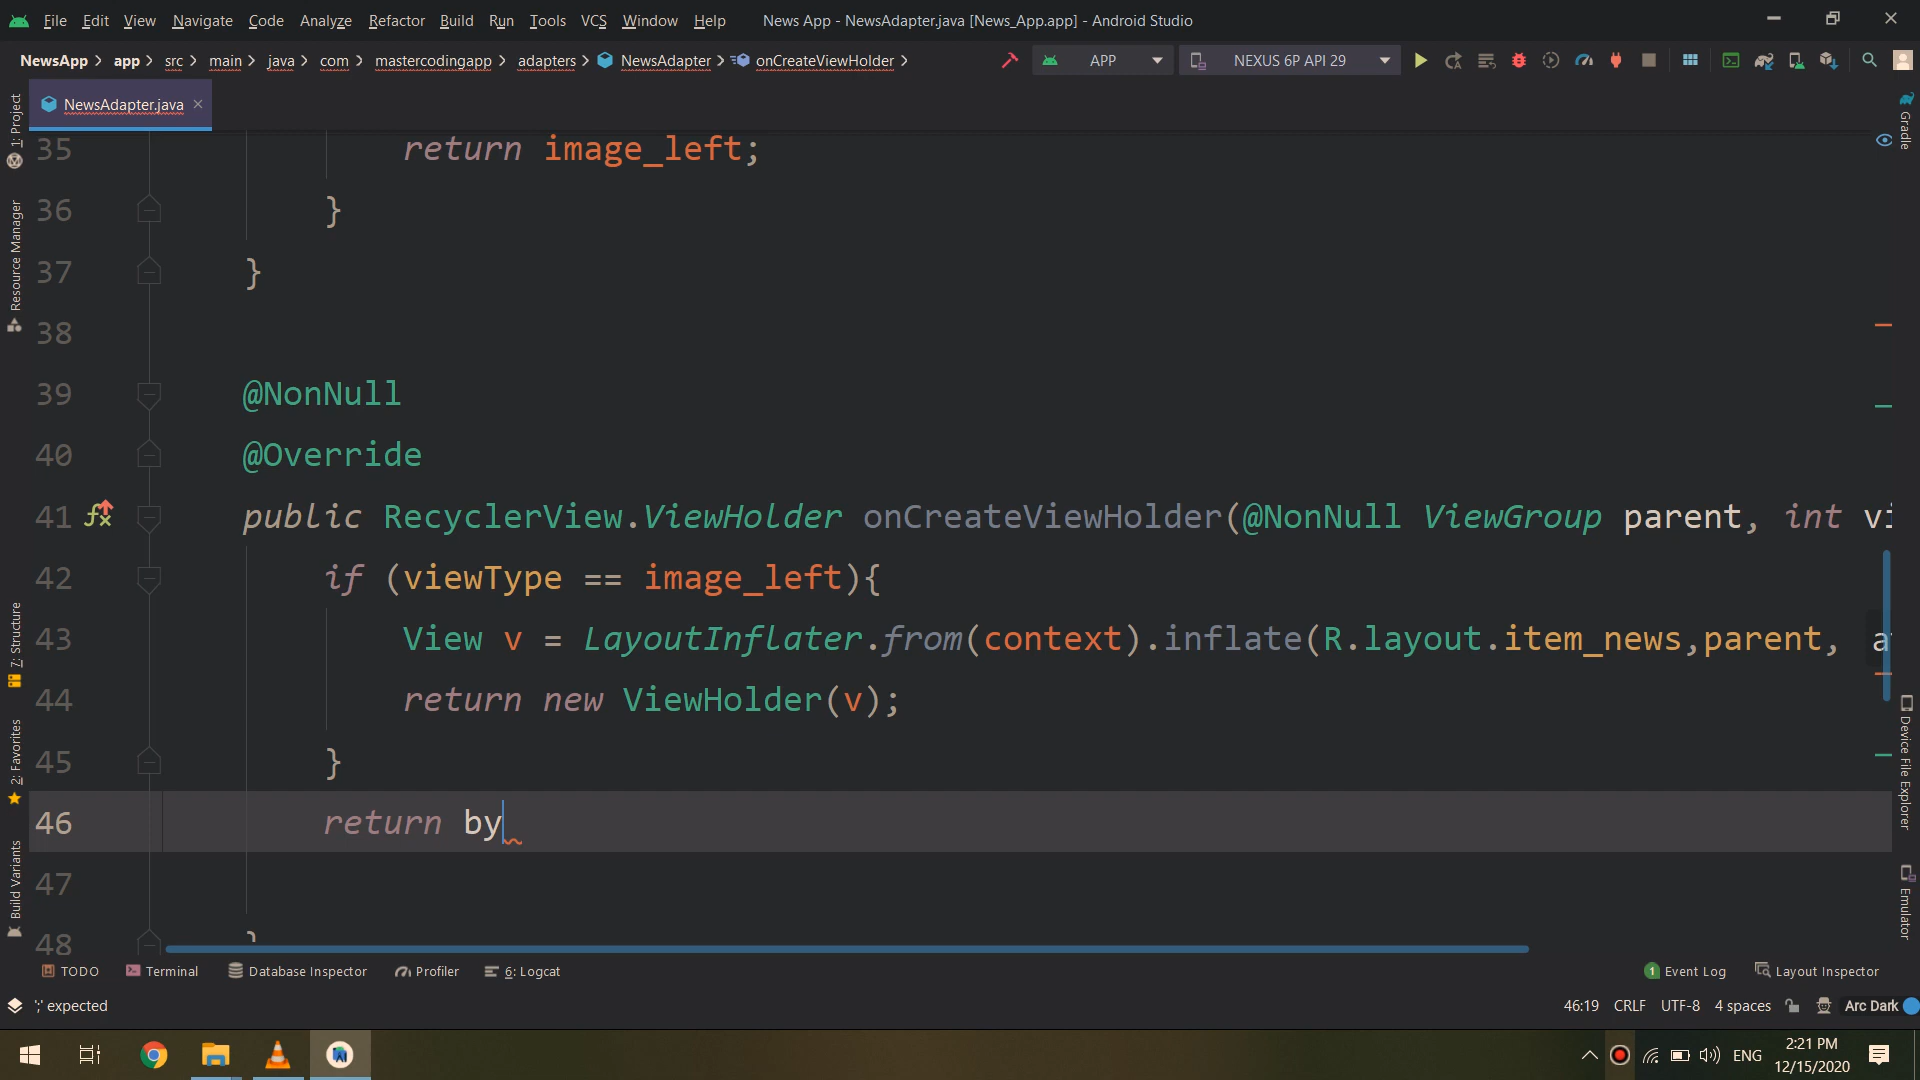 File Edit View Navigate Code Analyze Refactor Build Run Tools VCS Window Help News App - NewsAdapter.java [News_App.app] - Android Studio
NewsApp app src main java com mastercodingapp adapters NewsAdapter onCreateViewHolder APP NEXUS 6P API 29
NewsAdapter.java
1: Project
Resource Manager
7: Structure
2: Favorites
Build Variants
35 return image_left;
36 }
37 }
38
39 @NonNull
40 @Override
41 public RecyclerView.ViewHolder onCreateViewHolder(@NonNull ViewGroup parent, int vi
42 if (viewType == image_left){
43 View v = LayoutInflater.from(context).inflate(R.layout.item_news,parent, a
44 return new ViewHolder(v);
45 }
46 return by
47
48 }
Gradle
Device File Explorer
Emulator
TODO Terminal Database Inspector Profiler 6: Logcat 1 Event Log Layout Inspector
';' expected 46:19 CRLF UTF-8 4 spaces Arc Dark
ENG 2:21 PM
12/15/2020